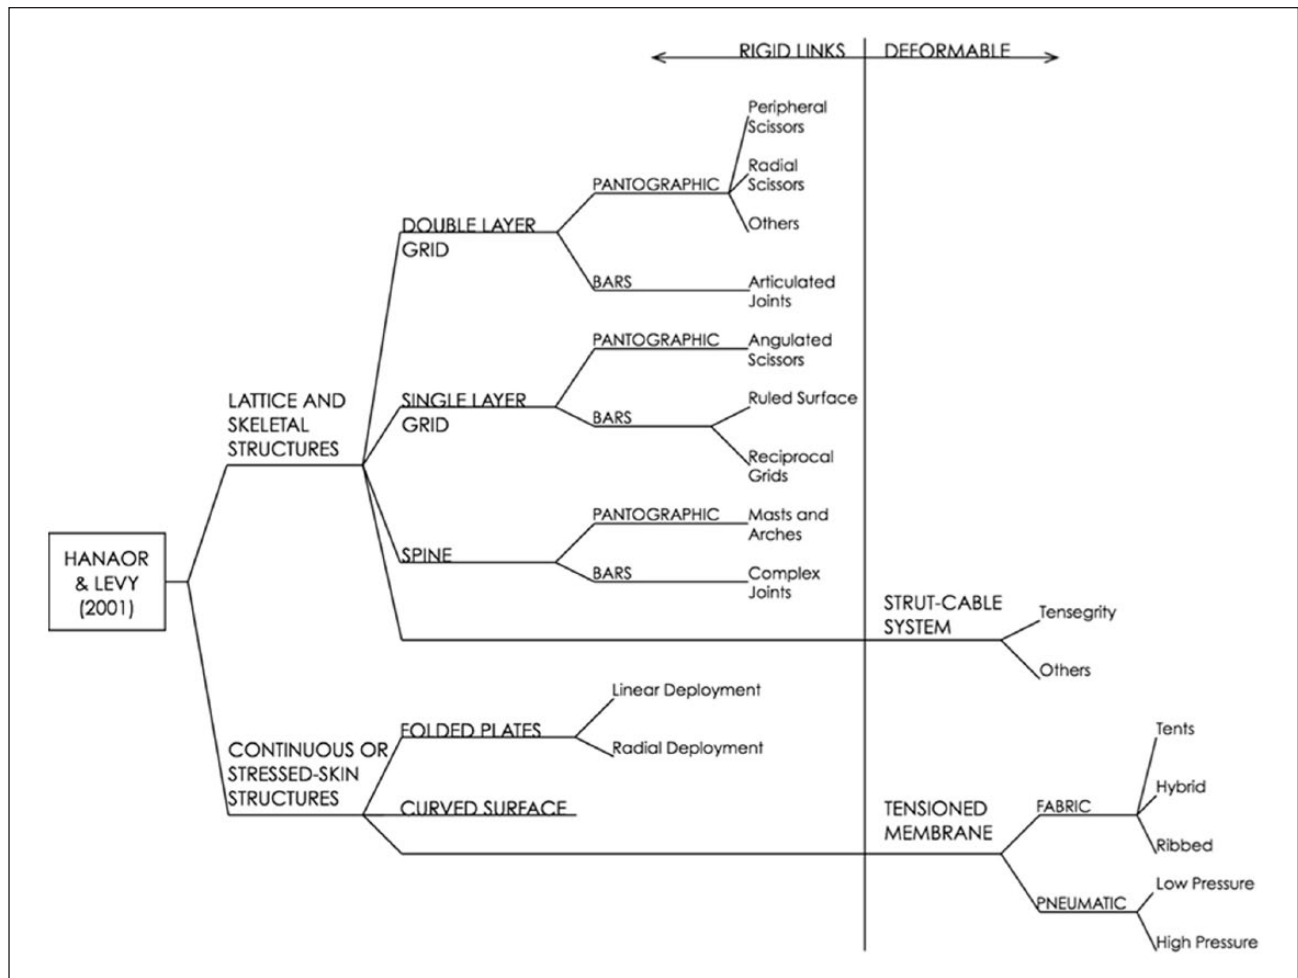 RIGID LINKS
DEFORMABLE
Peripheral
Scissors
Radial
Scissors
PANTOGRAPHIC
Others
DOUBLE LAYER
GRID
BARS
Articulated
Joints
PANTOGRAPHIC
Angulated
Scissors
LATTICE AND
SKELETAL
STRUCTURES
SINGLE LAYER
GRID
Ruled Surface
BARS
Reciprocal
Grids
PANTOGRAPHIC
Masts and
Arches
SPINE
BARS
Complex
Joints
HANAOR
& LEVY
(2001)
STRUT-CABLE
SYSTEM
Tensegrity
Others
Linear Deployment
FOLDED PLATES
Radial Deployment
CONTINUOUS OR
STRESSED-SKIN
STRUCTURES
CURVED SURFACE
TENSIONED
MEMBRANE
Tents
Hybrid
FABRIC
Ribbed
Low Pressure
PNEUMATIC
High Pressure